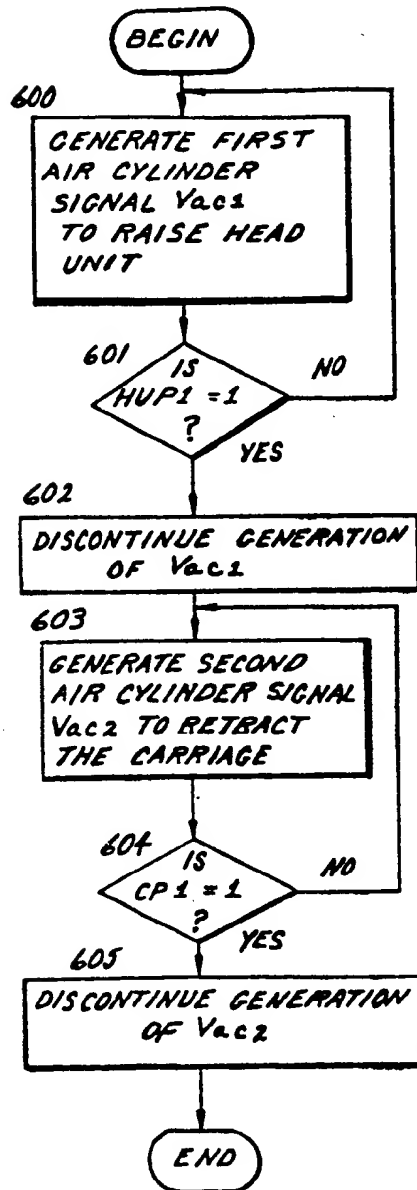 BEGIN
600
GENERATE FIRST
AIR CYLINDER
SIGNAL Vac1
TO RAISE HEAD
UNIT
601
IS
HUP1 = 1
?
NO
YES
602
DISCONTINUE GENERATION
OF Vac1
603
GENERATE SECOND
AIR CYLINDER SIGNAL
Vac2 TO RETRACT
THE CARRIAGE
604
IS
CP1 = 1
?
NO
YES
605
DISCONTINUE GENERATION
OF Vac2
END